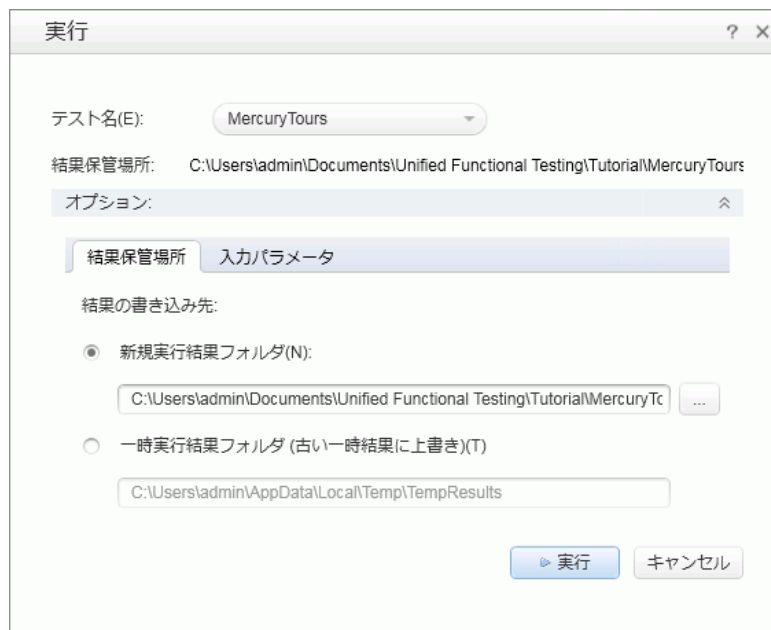 実行
? ×
テスト名(E): MercuryTours
結果保管場所: C:\Users\admin\Documents\Unified Functional Testing\Tutorial\MercuryTours
オプション:
結果保管場所 入力パラメータ
結果の書き込み先:
新規実行結果フォルダ(N):
C:\Users\admin\Documents\Unified Functional Testing\Tutorial\MercuryTc ...
一時実行結果フォルダ (古い一時結果に上書き)(T)
C:\Users\admin\AppData\Local\Temp\TempResults
実行 キャンセル